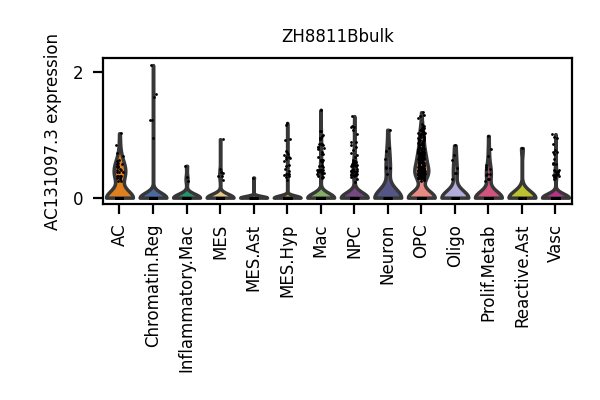 ZH8811Bbulk
AC131097.3 expression
2
0
AC
Chromatin.Reg
Inflammatory.Mac
MES
MES.Ast
MES.Hyp
Mac
NPC
Neuron
OPC
Oligo
Prolif.Metab
Reactive.Ast
Vasc